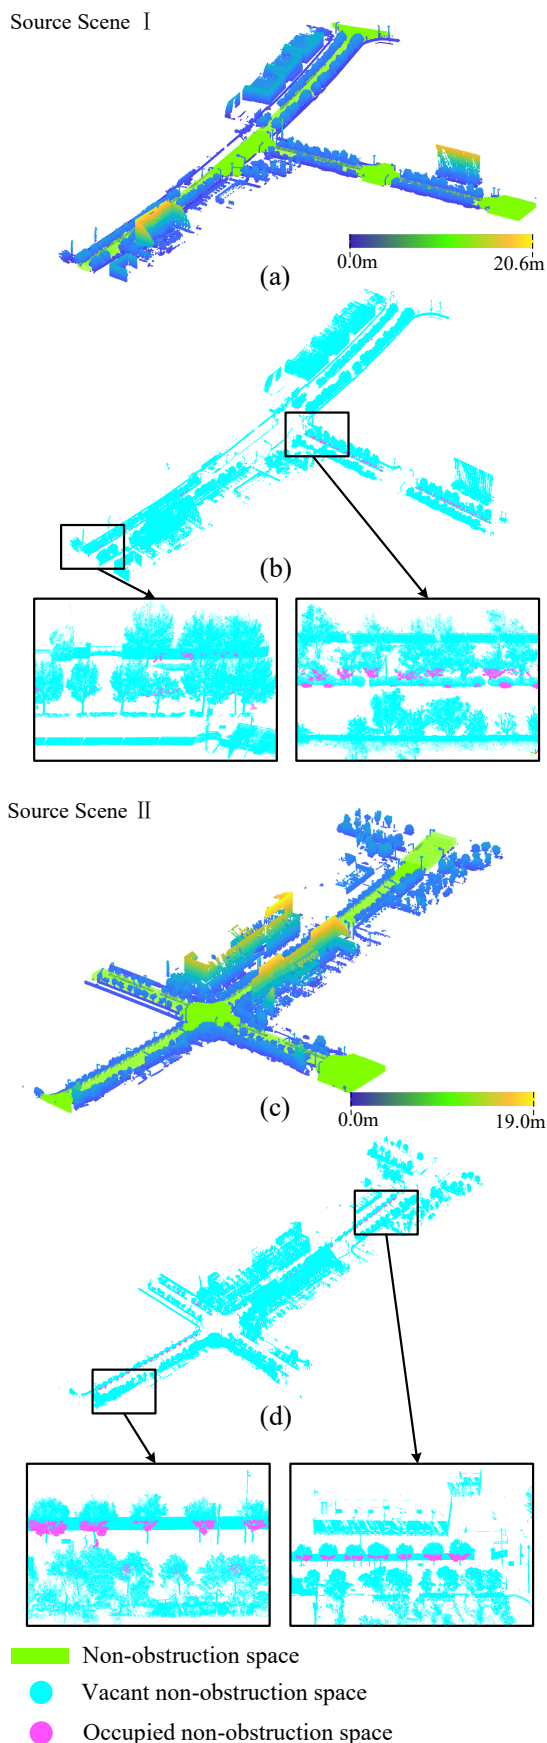 Source Scene Ⅰ
0.0m 20.6m
(a)
(b)
Source Scene Ⅱ
(c)
0.0m 19.0m
(d)
Non-obstruction space
Vacant non-obstruction space
Occupied non-obstruction space